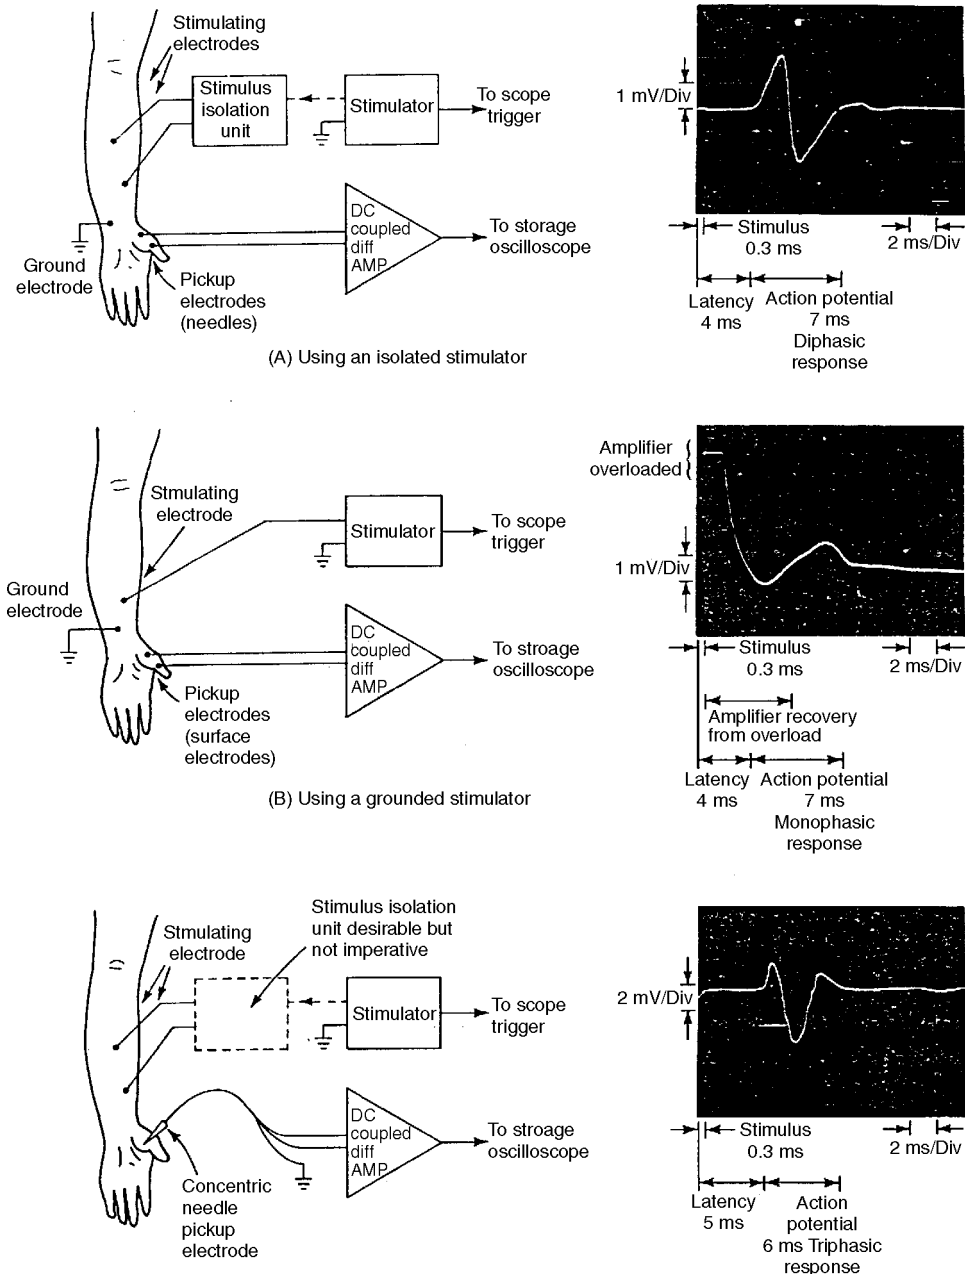 Stimulating
electrodes
Stimulus
isolation
unit
Stimulator
To scope
trigger
1 mV/Div
Stimulus
0.3 ms
2 ms/Div
Latency
4 ms
Action potential
7 ms
Diphasic
response
Ground
electrode
Pickup
electrodes
(needles)
DC
coupled
diff
AMP
To storage
oscilloscope
(A) Using an isolated stimulator
Stmulating
electrode
Stimulator
To scope
trigger
Ground
electrode
Pickup
electrodes
(surface
electrodes)
DC
coupled
diff
AMP
To stroage
oscilloscope
Amplifier
overloaded
1 mV/Div
Stimulus
0.3 ms
2 ms/Div
Amplifier recovery
from overload
Latency
4 ms
Action potential
7 ms
Monophasic
response
(B) Using a grounded stimulator
Stmulating
electrode
Stimulus isolation
unit desirable but
not imperative
Stimulator
To scope
trigger
Concentric
needle
pickup
electrode
DC
coupled
diff
AMP
To stroage
oscilloscope
2 mV/Div
Stimulus
0.3 ms
2 ms/Div
Latency
5 ms
Action
potential
6 ms Triphasic
response